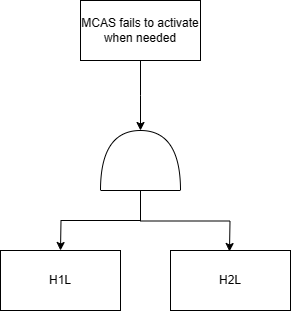 MCAS fails to activate
when needed
H1L
H2L